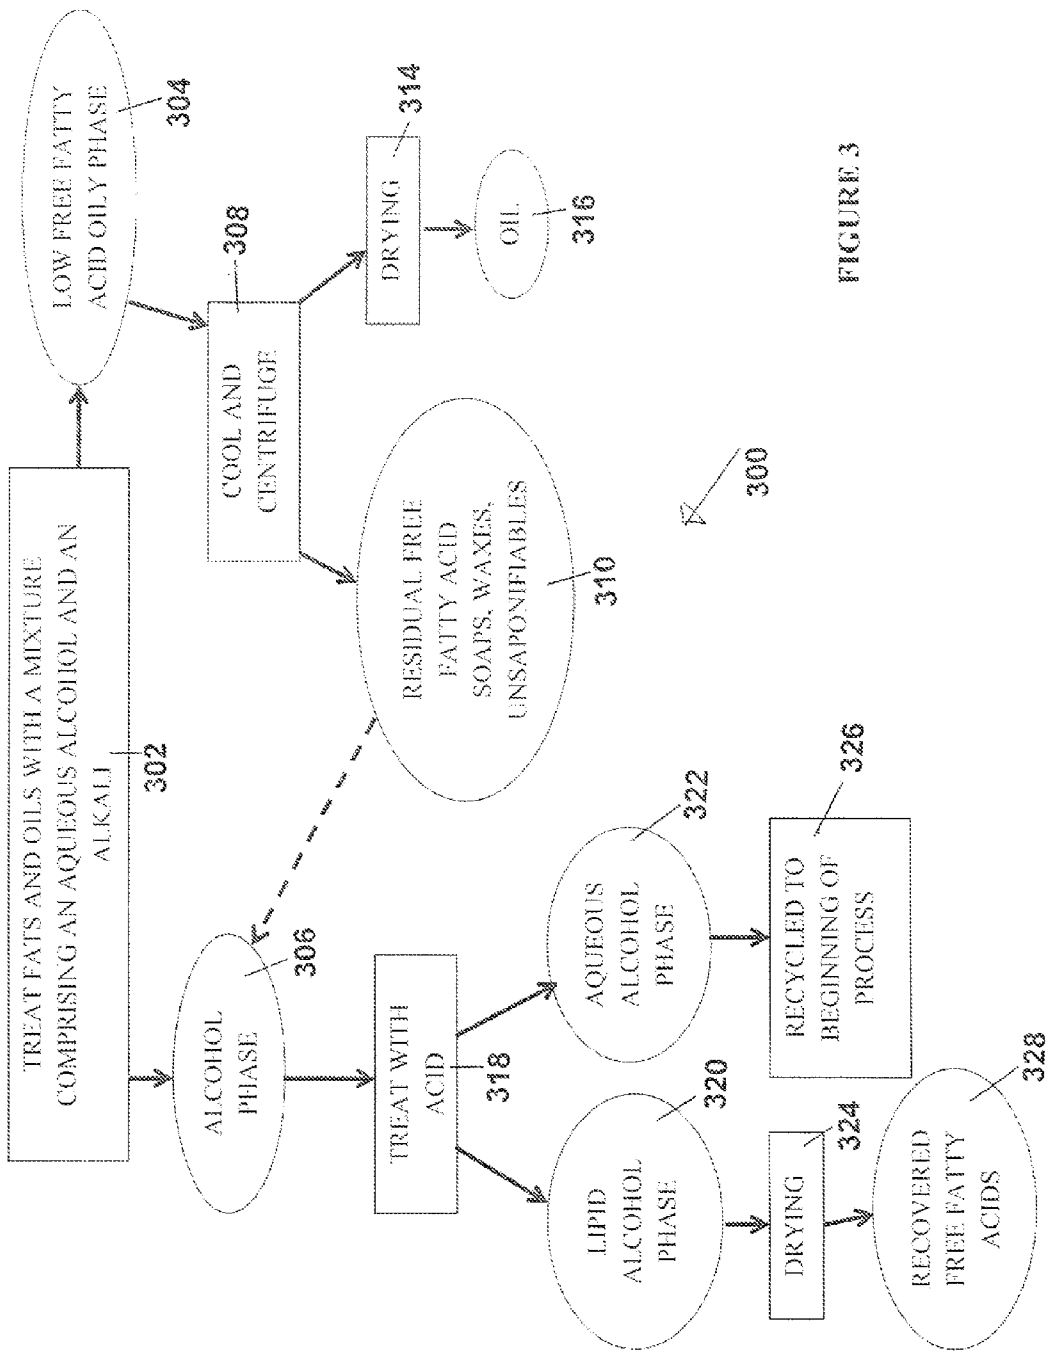 TREAT FATS AND OILS WITH A MIXTURE
COMPRISING AN AQUEOUS ALCOHOL AND AN
ALKALI
302
LOW FREE FATTY
ACID OILY PHASE
304
ALCOHOL
PHASE
306
COOL AND
CENTRIFUGE
308
RESIDUAL FREE
FATTY ACID
SOAPS, WAXES,
UNSAPONIFIABLES
310
DRYING
314
OIL
316
TREAT WITH
ACID
318
LIPID
ALCOHOL
PHASE
320
AQUEOUS
ALCOHOL
PHASE
322
DRYING
324
RECYCLED TO
BEGINNING OF
PROCESS
326
RECOVERED
FREE FATTY
ACIDS
328
300
FIGURE 3